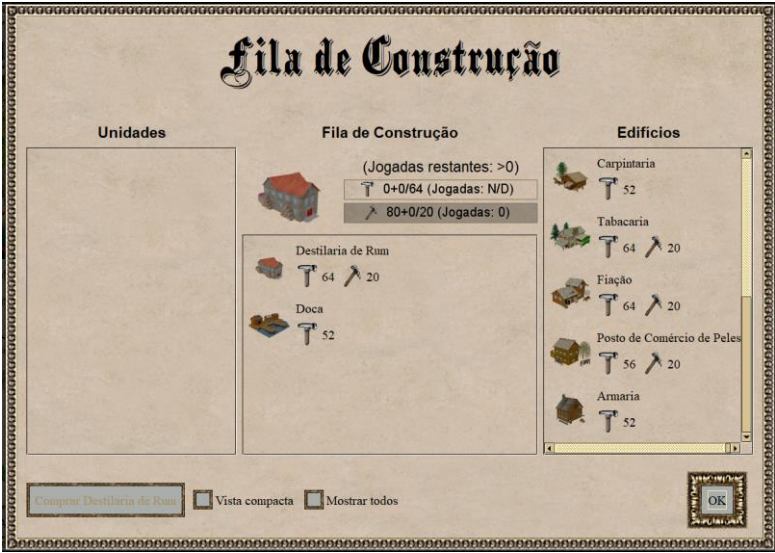 Fila de Construção
Unidades
Fila de Construção
Edifícios
(Jogadas restantes: >0)
0+0/64 (Jogadas: N/D)
80+0/20 (Jogadas: 0)
Destilaria de Rum
64 20
Doca
52
Carpintaria
52
Tabacaria
64 20
Fiação
64 20
Posto de Comércio de Peles
56 20
Armaria
52
Comprar Destilaria de Rum
Vista compacta
Mostrar todos
OK